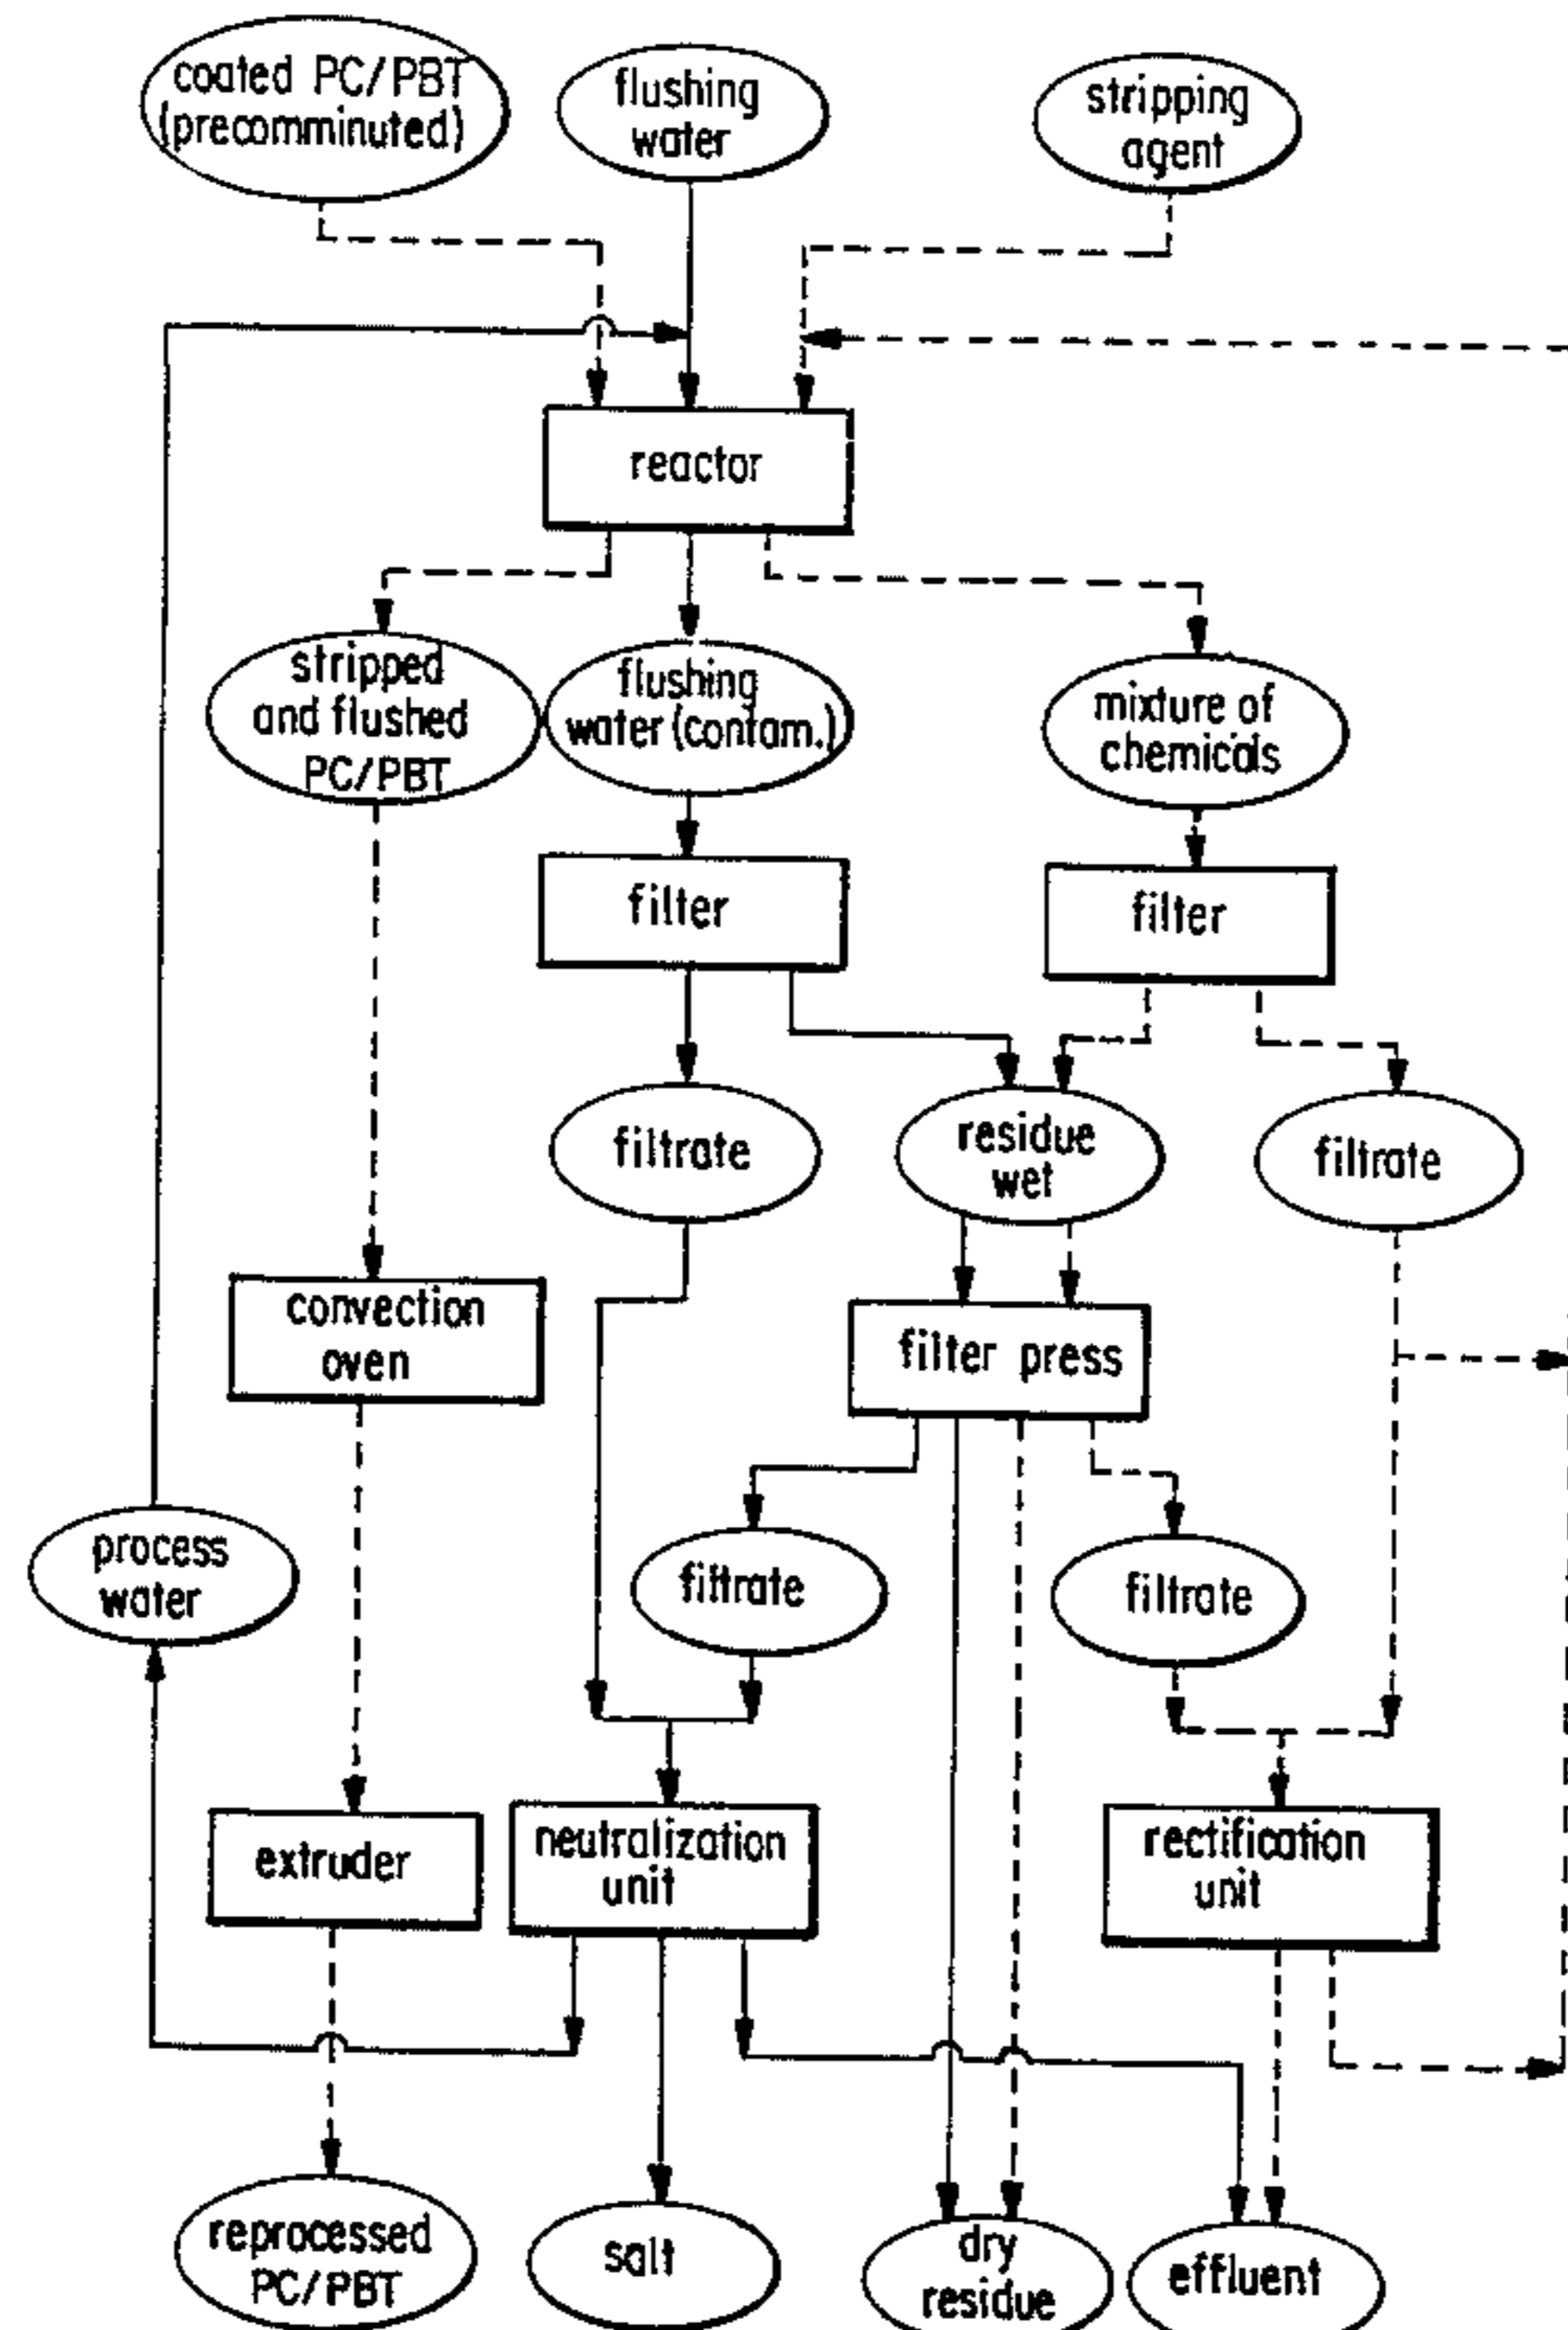 coated PC/PBT
(precomminuted)
flushing
water
stripping
agent
reactor
stripped
and flushed
PC/PBT
flushing
water (contam.)
mixture of
chemicals
filter
filter
filtrate
residue
wet
filtrate
convection
oven
filter press
process
water
filtrate
filtrate
extruder
neutralization
unit
rectification
unit
reprocessed
PC/PBT
salt
dry
residue
effluent